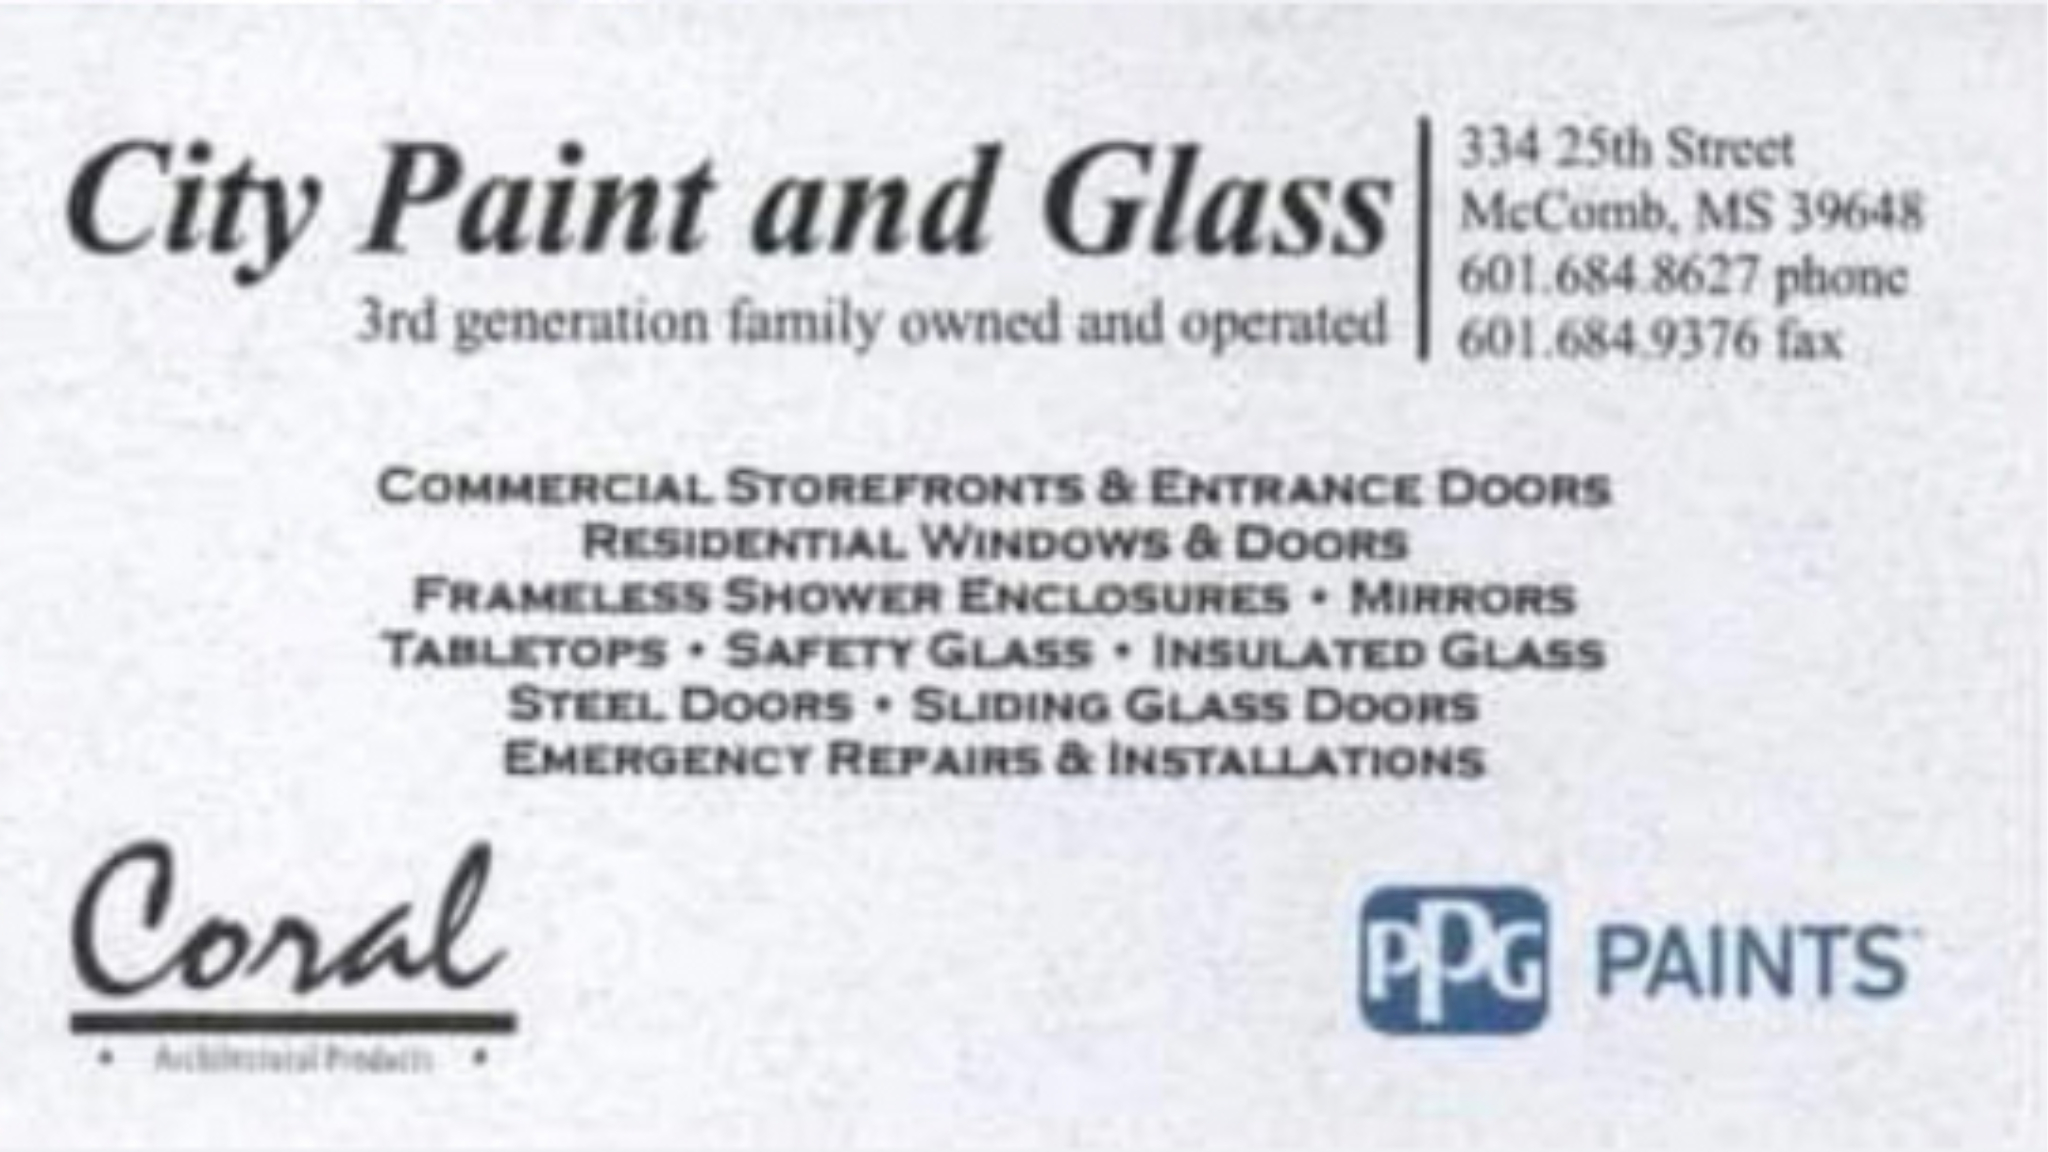 City Paint and Glass
3rd generation family owned and operated
334 25th Street
McComb, MS 39648
601.684.8627 phone
601.684.9376 fax
COMMERCIAL STOREFRONTS & ENTRANCE DOORS
RESIDENTIAL WINDOWS & DOORS
FRAMELESS SHOWER ENCLOSURES • MIRRORS
TABLETOPS • SAFETY GLASS • INSULATED GLASS
STEEL DOORS • SLIDING GLASS DOORS
EMERGENCY REPAIRS & INSTALLATIONS
Coral
• Architectural Products •
PPG PAINTS